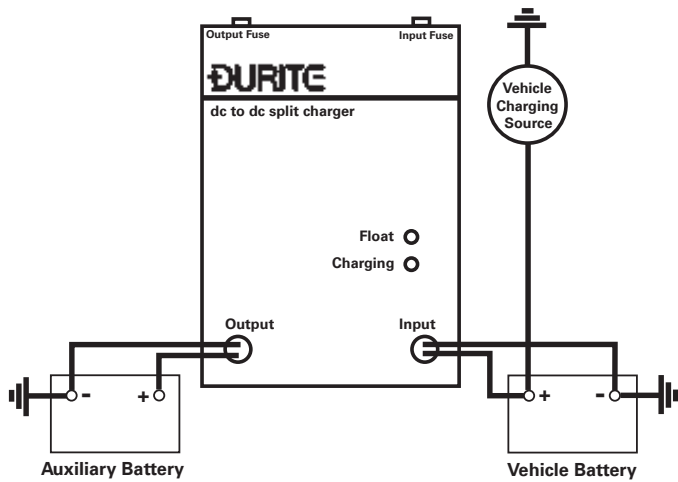 Output Fuse
Input Fuse
DURITE
dc to dc split charger
Vehicle
Charging
Source
Float
Charging
Output
Input
- +
+ -
Auxiliary Battery
Vehicle Battery